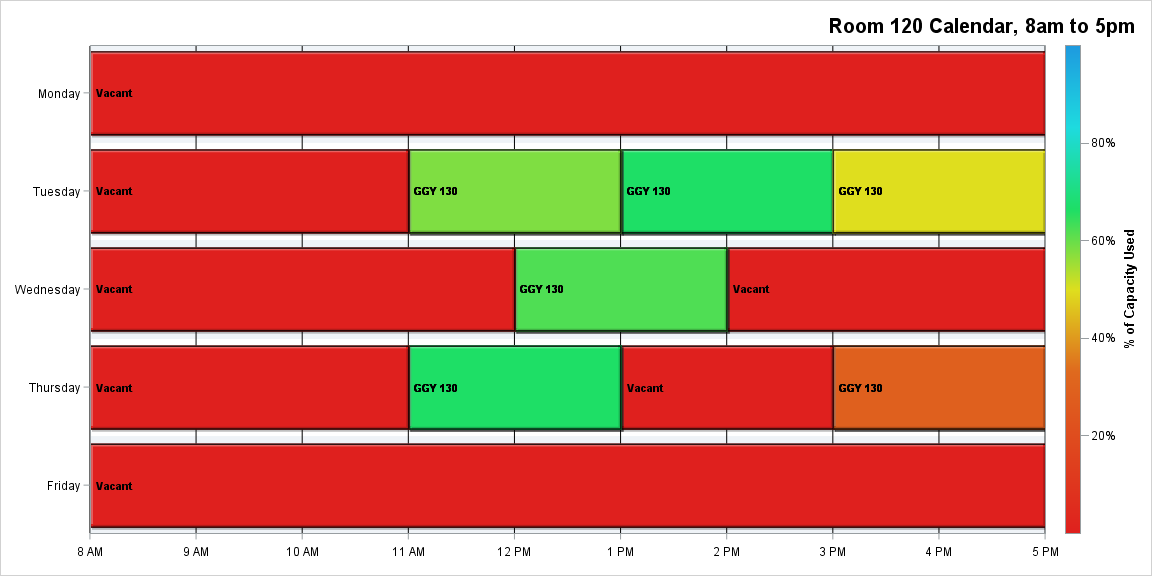 Room 120 Calendar, 8am to 5pm
Monday
Vacant
Tuesday
Vacant
GGY 130
GGY 130
GGY 130
Wednesday
Vacant
GGY 130
Vacant
Thursday
Vacant
GGY 130
Vacant
GGY 130
Friday
Vacant
8 AM
9 AM
10 AM
11 AM
12 PM
1 PM
2 PM
3 PM
4 PM
5 PM
80%
60%
40%
20%
% of Capacity Used